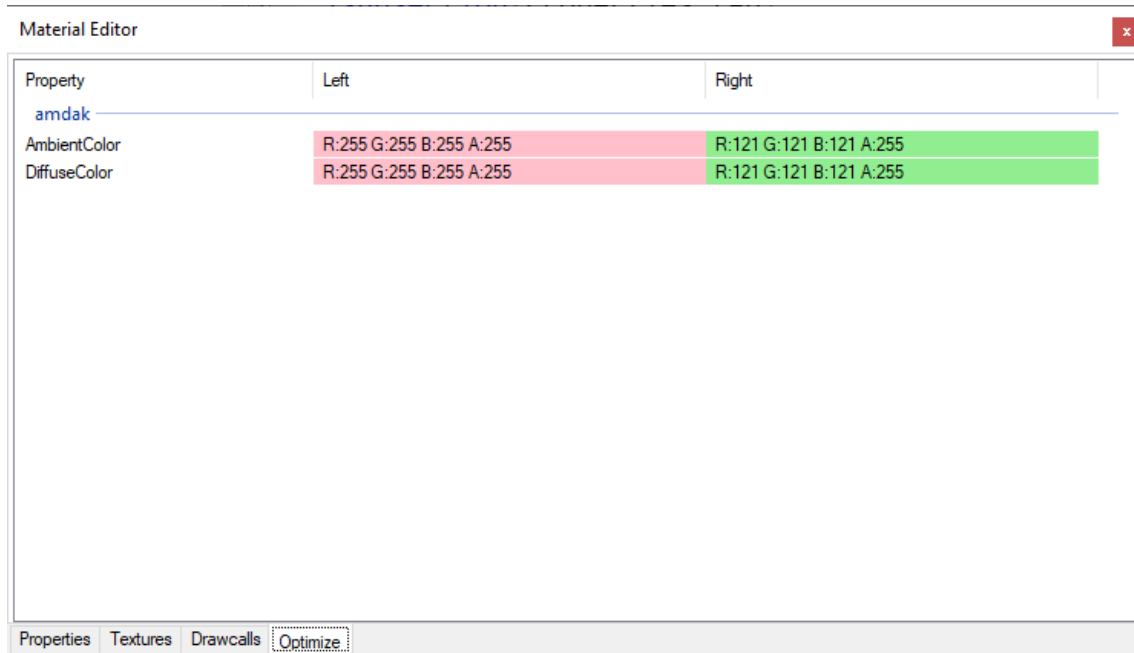 Material Editor
x
Property Left Right
amdak
AmbientColor R:255 G:255 B:255 A:255 R:121 G:121 B:121 A:255
DiffuseColor R:255 G:255 B:255 A:255 R:121 G:121 B:121 A:255
Properties Textures Drawcalls Optimize